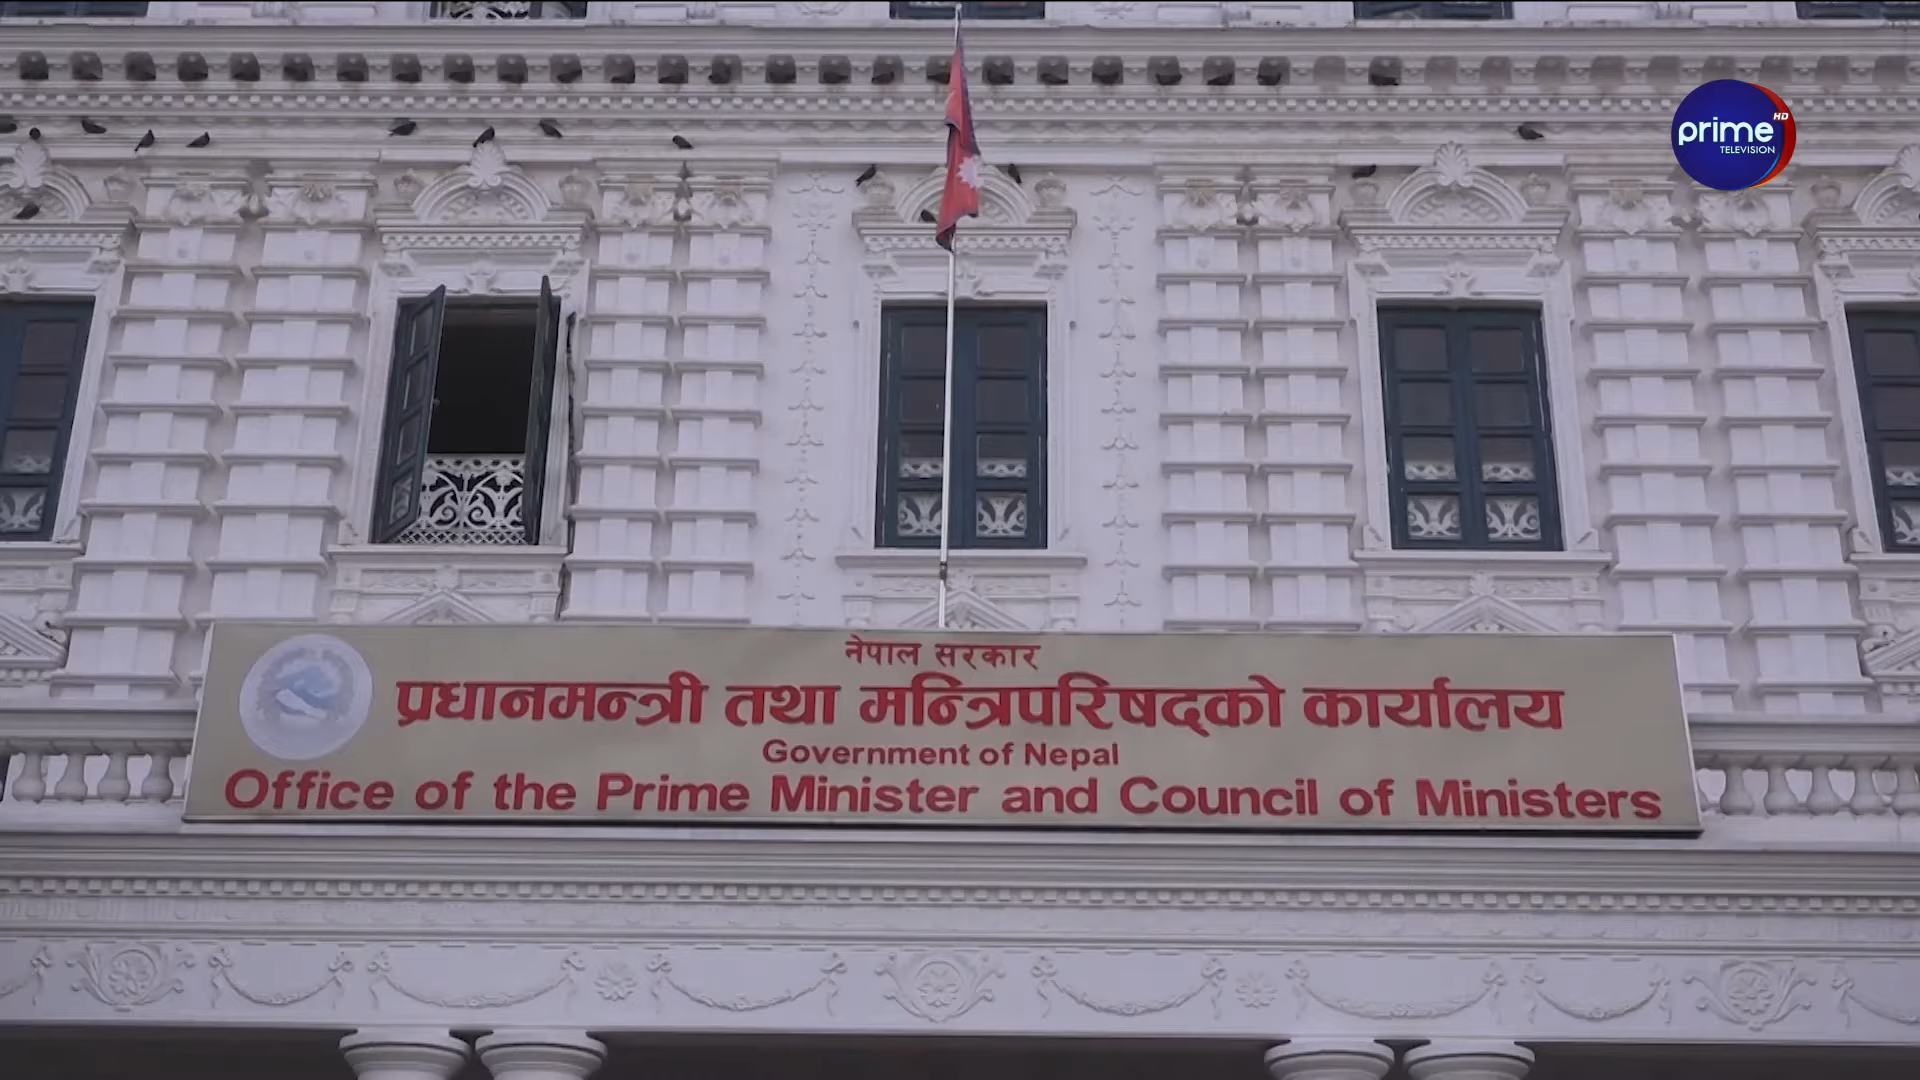 prime HD
TELEVISION
नेपाल सरकार
प्रधानमन्त्री तथा मन्त्रिपरिषद्को कार्यालय
Government of Nepal
Office of the Prime Minister and Council of Ministers